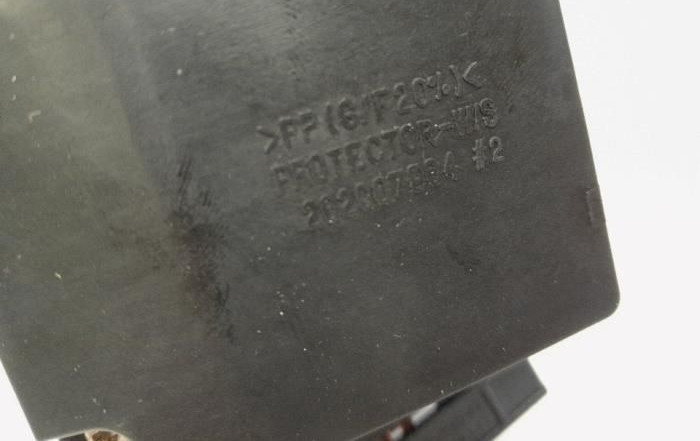 >PP(G/F20%)<
PROTECTOR-W/S
#2